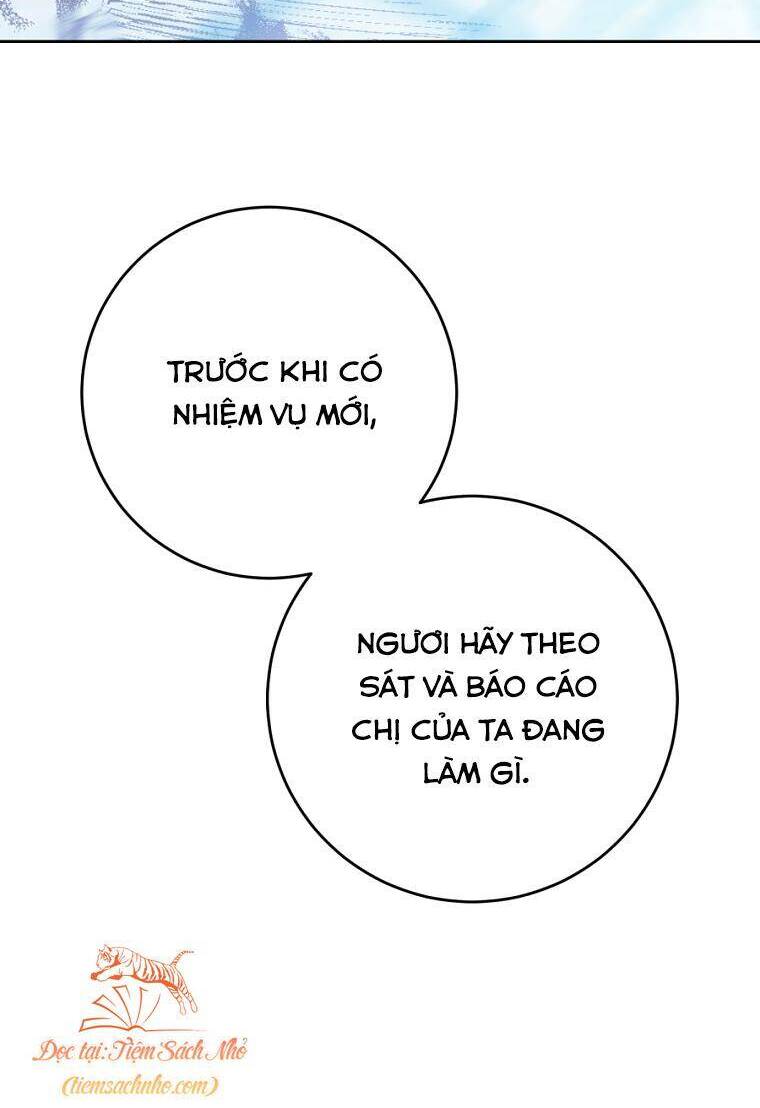 TRƯỚC KHI CÓ
NHIỆM VỤ MỚI,
NGƯƠI HÃY THEO
SÁT VÀ BÁO CÁO
CHỊ CỦA TA ĐANG
LÀM GÌ.
Đọc tại: Tiệm Sách Nhỏ
(tiemsachnho.com)